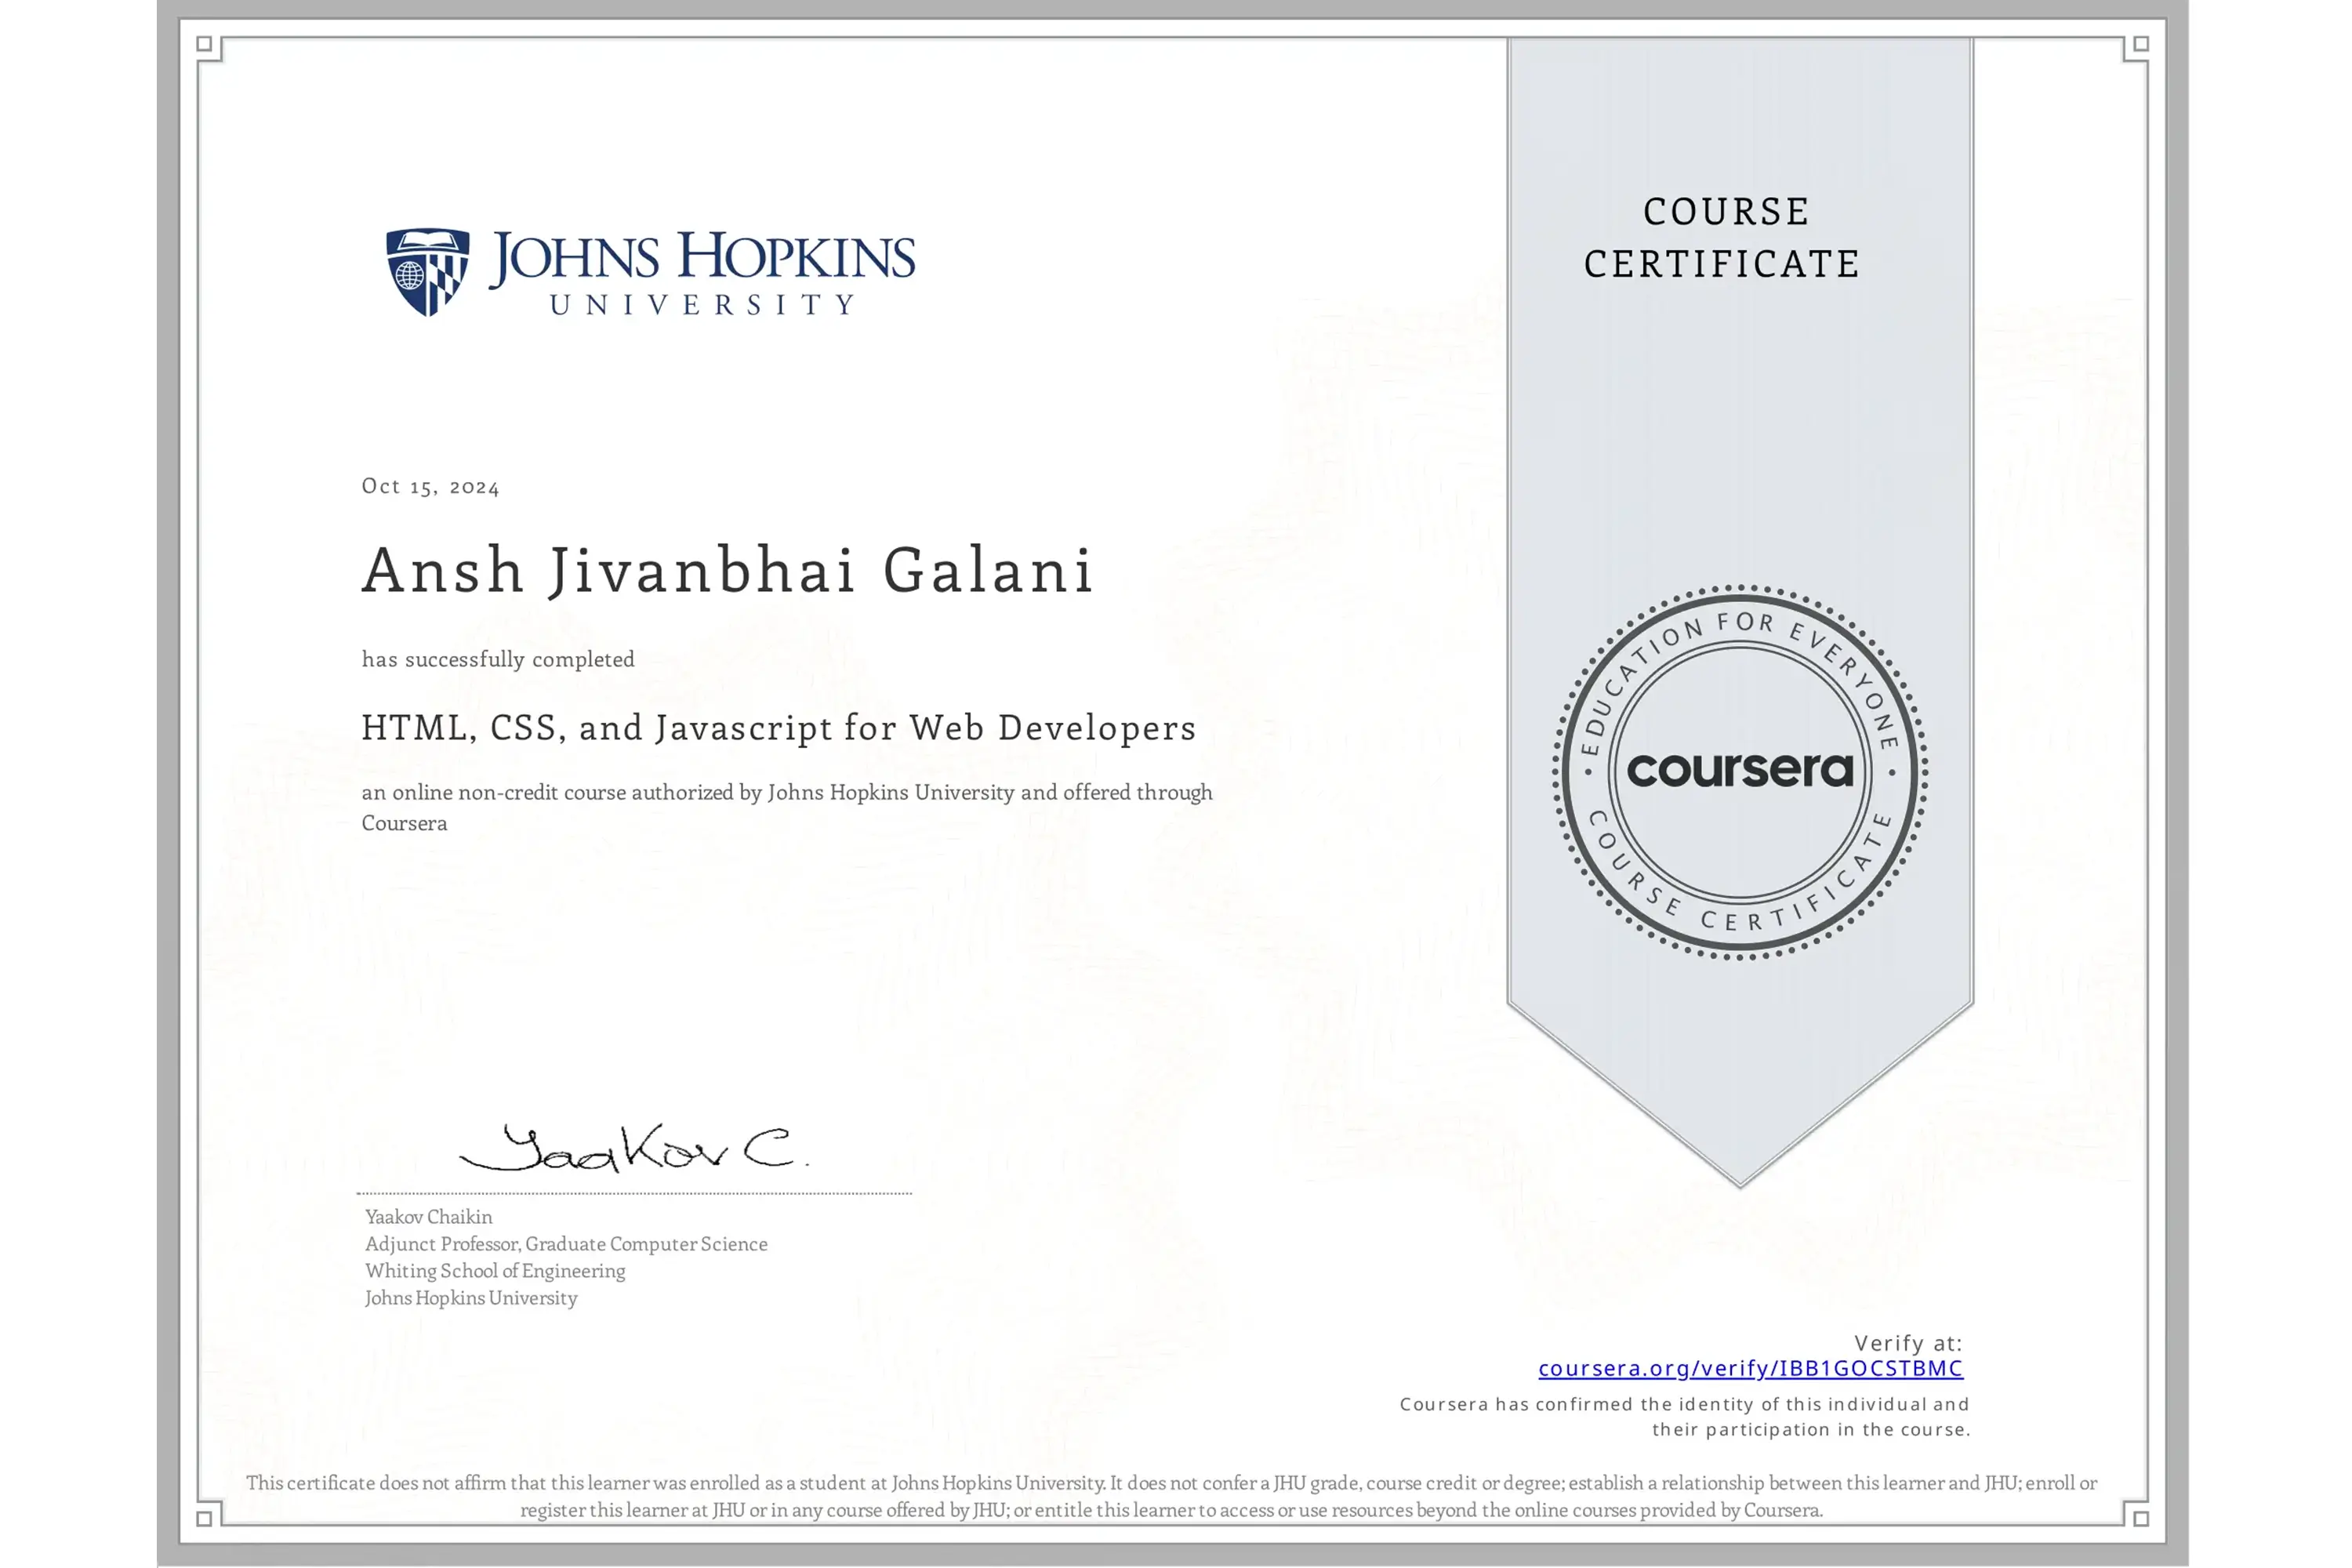 JOHNS HOPKINS
UNIVERSITY
COURSE
CERTIFICATE
Oct 15, 2024
Ansh Jivanbhai Galani
has successfully completed
HTML, CSS, and Javascript for Web Developers
an online non-credit course authorized by Johns Hopkins University and offered through
Coursera
EDUCATION FOR EVERYONE
coursera
COURSE CERTIFICATE
Yaakov C.
Yaakov Chaikin
Adjunct Professor, Graduate Computer Science
Whiting School of Engineering
Johns Hopkins University
Verify at:
coursera.org/verify/IBB1GOCSTBMC
Coursera has confirmed the identity of this individual and
their participation in the course.
This certificate does not affirm that this learner was enrolled as a student at Johns Hopkins University. It does not confer a JHU grade, course credit or degree; establish a relationship between this learner and JHU; enroll or
register this learner at JHU or in any course offered by JHU; or entitle this learner to access or use resources beyond the online courses provided by Coursera.